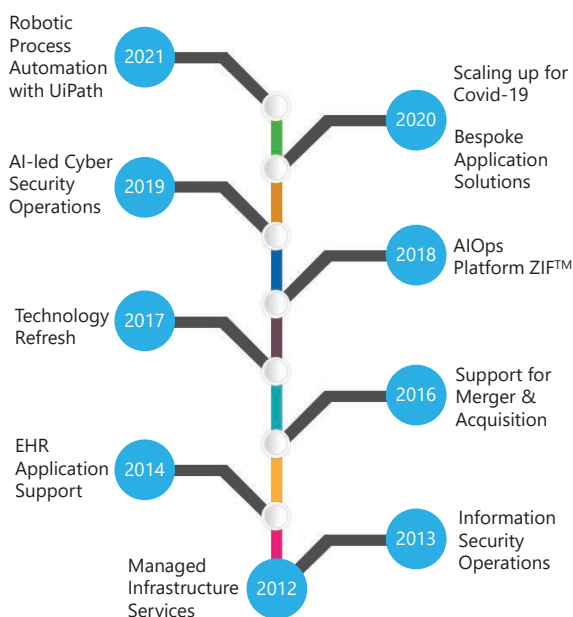 Robotic
Process
Automation
with UiPath
2021
Scaling up for
Covid-19
Bespoke
Application
Solutions
2020
AI-led Cyber
Security
Operations
2019
AIOps
Platform ZIF™
2018
Technology
Refresh
2017
Support for
Merger &
Acquisition
2016
EHR
Application
Support
2014
Information
Security
Operations
2013
Managed
Infrastructure
Services
2012